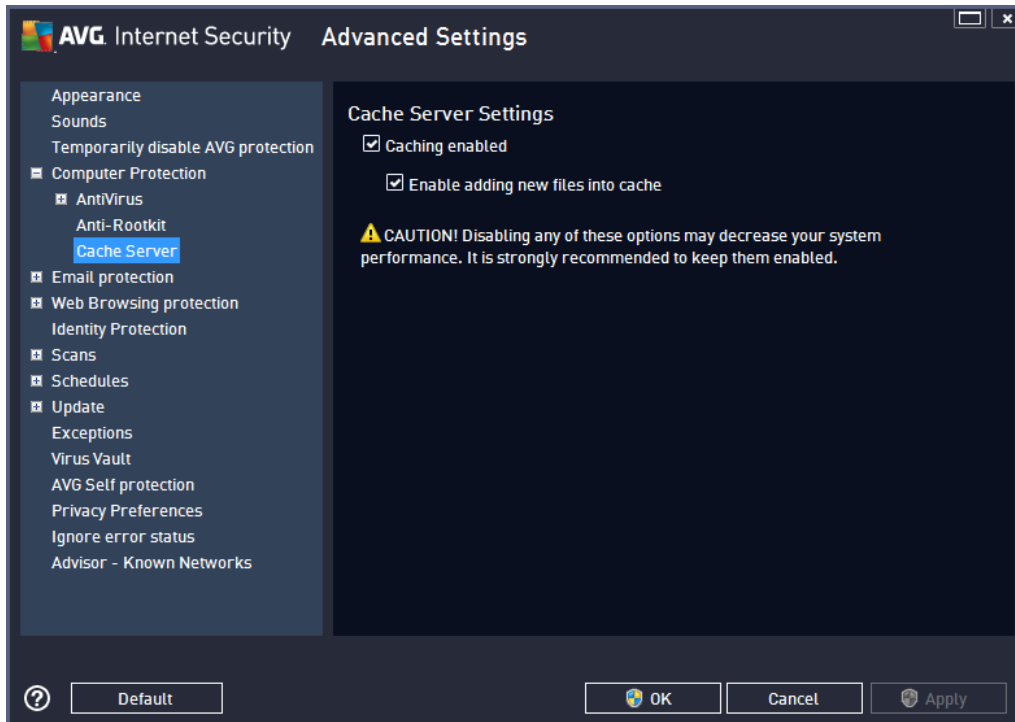 AVG. Internet Security Advanced Settings
Appearance
Sounds
Temporarily disable AVG protection
Computer Protection
AntiVirus
Anti-Rootkit
Cache Server
Email protection
Web Browsing protection
Identity Protection
Scans
Schedules
Update
Exceptions
Virus Vault
AVG Self protection
Privacy Preferences
Ignore error status
Advisor - Known Networks
Cache Server Settings
Caching enabled
Enable adding new files into cache
CAUTION! Disabling any of these options may decrease your system
performance. It is strongly recommended to keep them enabled.
Default
OK
Cancel
Apply